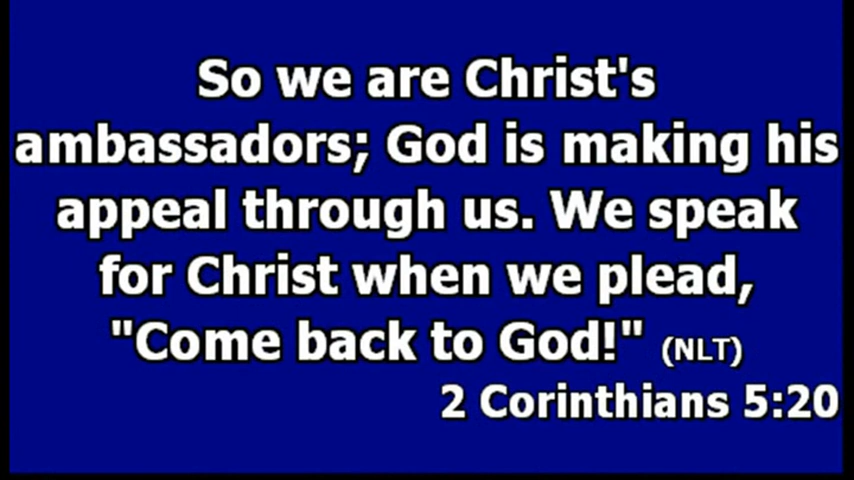 So we are Christ's
ambassadors; God is making his
appeal through us. We speak
for Christ when we plead,
"Come back to God!" (NLT)
2 Corinthians 5:20